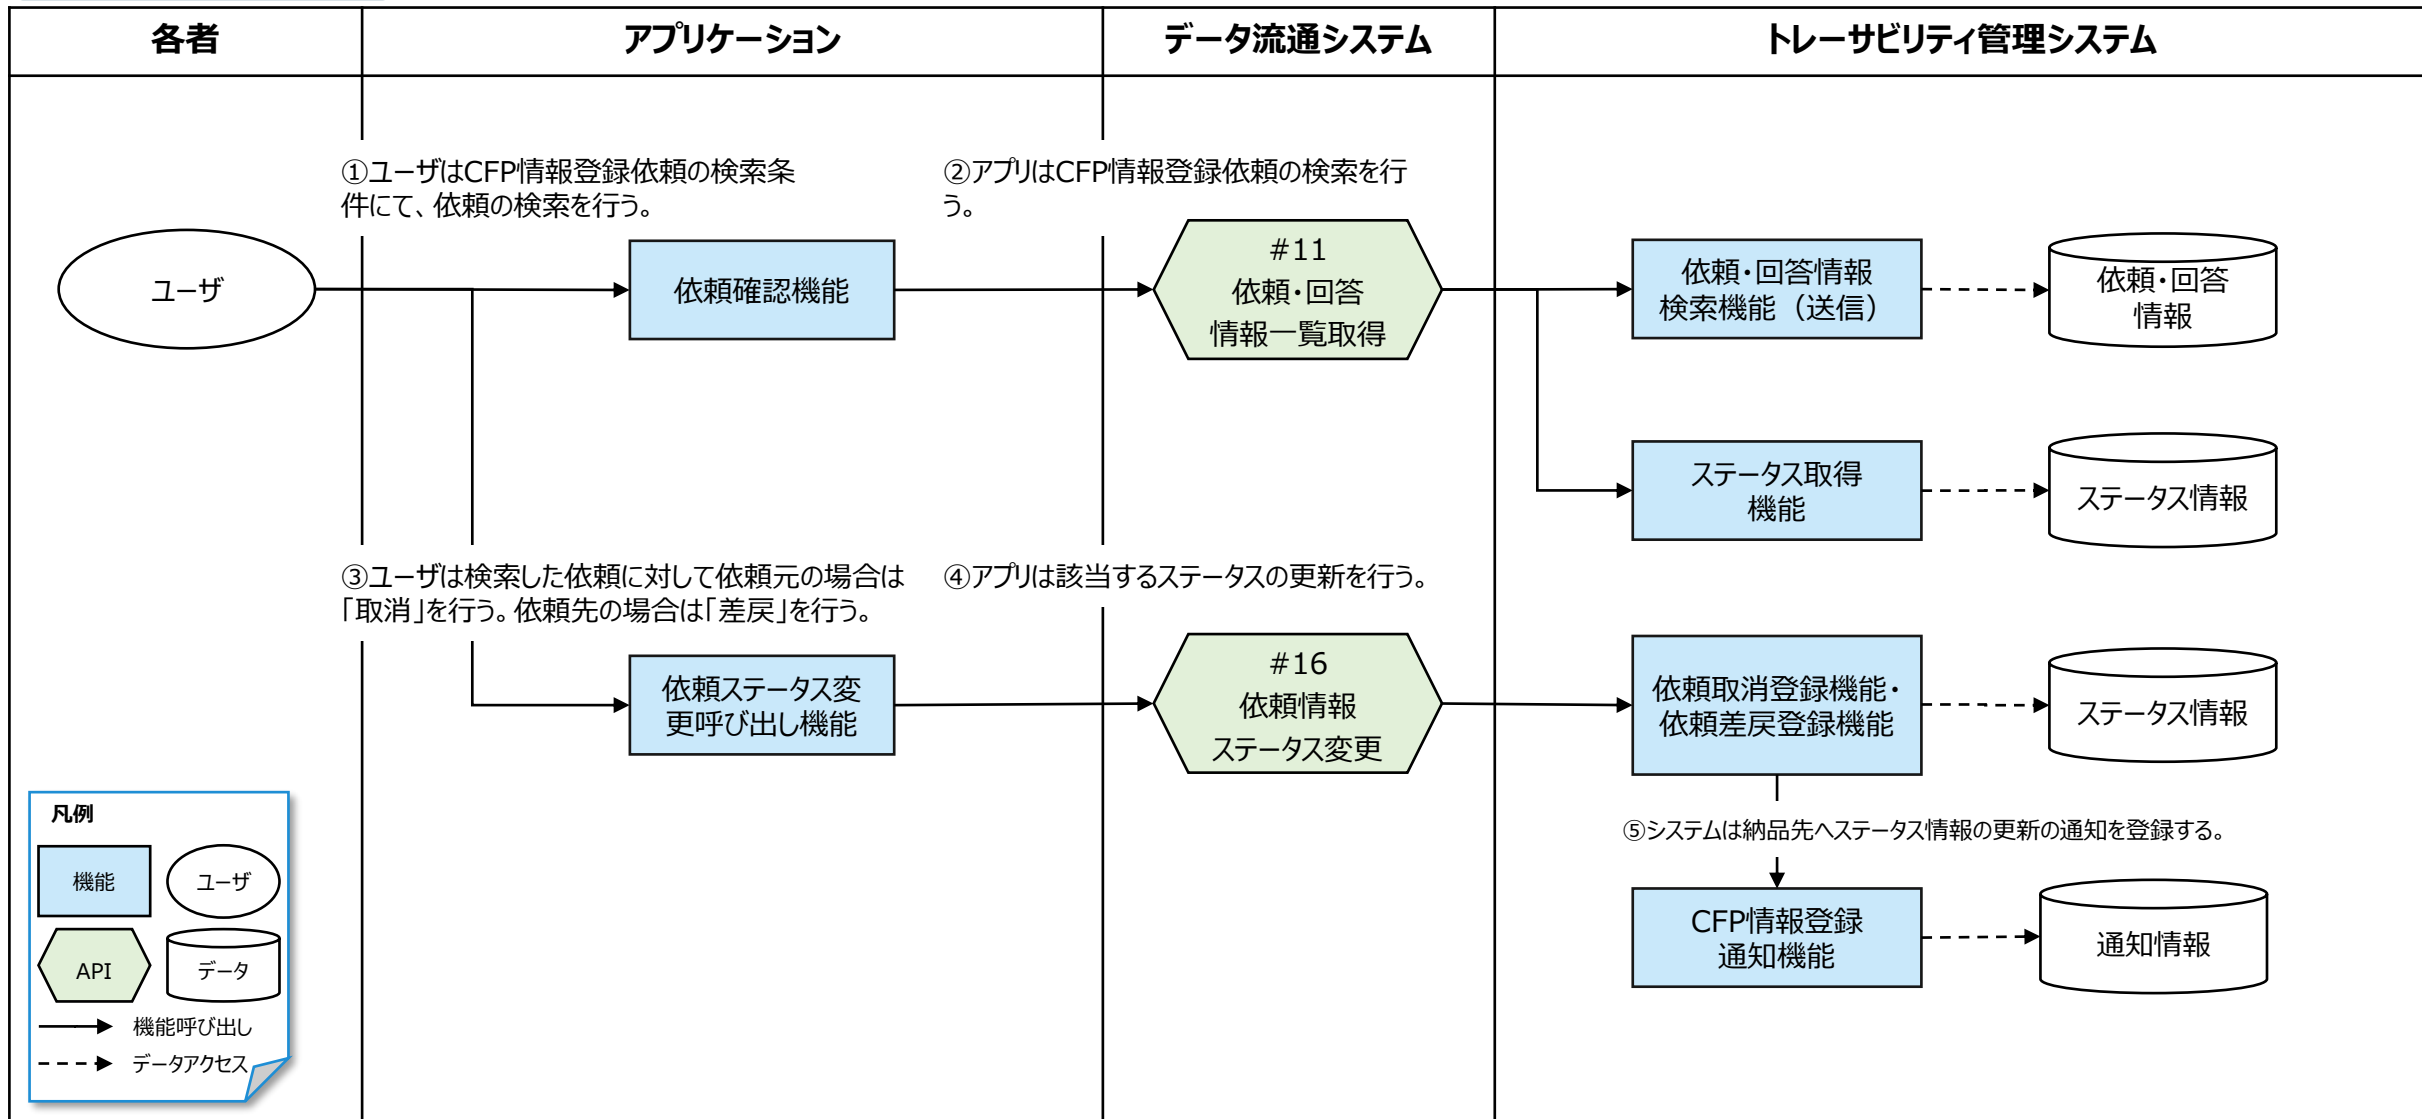 各者
アプリケーション
データ流通システム
トレーサビリティ管理システム
①ユーザはCFP情報登録依頼の検索条
件にて、依頼の検索を行う。
②アプリはCFP情報登録依頼の検索を行
う。
ユーザ
依頼確認機能
#11
依頼・回答
情報一覧取得
依頼・回答情報
検索機能（送信）
依頼・回答
情報
ステータス取得
機能
ステータス情報
③ユーザは検索した依頼に対して依頼元の場合は
「取消」を行う。依頼先の場合は「差戻」を行う。
④アプリは該当するステータスの更新を行う。
依頼ステータス変
更呼び出し機能
#16
依頼情報
ステータス変更
依頼取消登録機能・
依頼差戻登録機能
ステータス情報
⑤システムは納品先へステータス情報の更新の通知を登録する。
CFP情報登録
通知機能
通知情報
凡例
機能
ユーザ
API
データ
機能呼び出し
データアクセス